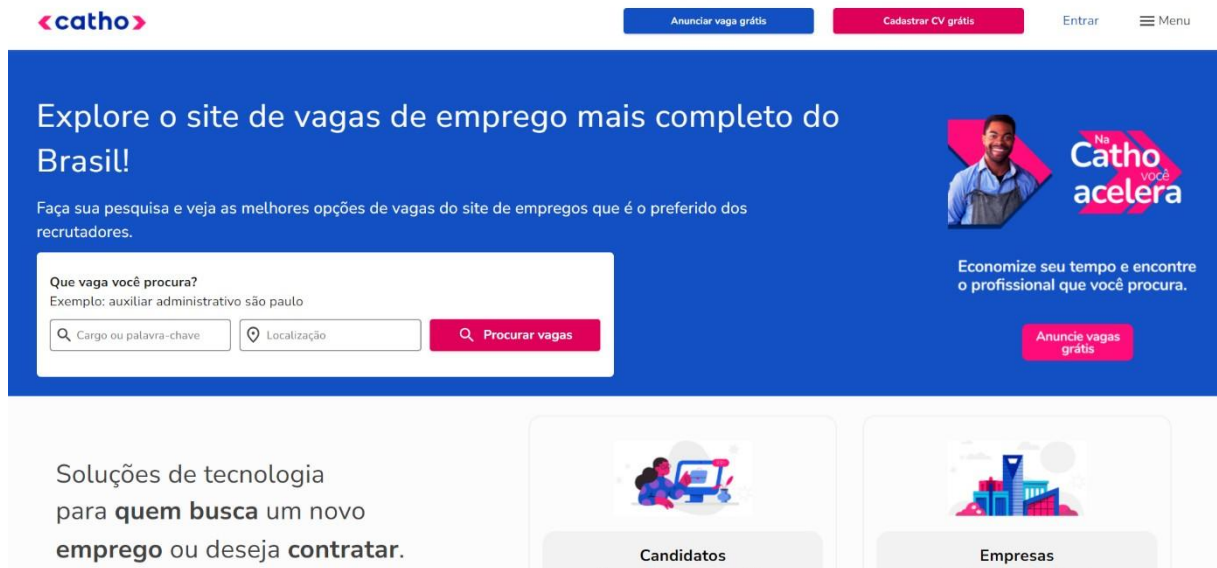 catho
Anunciar vaga grátis
Cadastrar CV grátis
Entrar
Menu
Explore o site de vagas de emprego mais completo do
Brasil!
Faça sua pesquisa e veja as melhores opções de vagas do site de empregos que é o preferido dos
recrutadores.
Que vaga você procura?
Exemplo: auxiliar administrativo são paulo
Cargo ou palavra-chave
Localização
Procurar vagas
Na
Catho
você
acelera
Economize seu tempo e encontre
o profissional que você procura.
Anuncie vagas
grátis
Soluções de tecnologia
para quem busca um novo
emprego ou deseja contratar.
Candidatos
Empresas